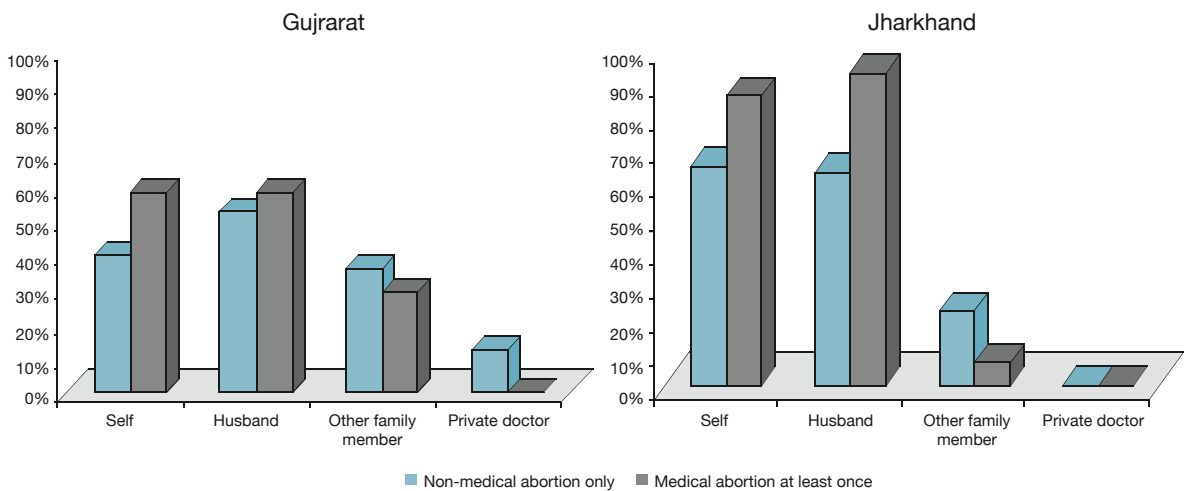 Gujrarat
100%
90%
80%
70%
60%
50%
40%
30%
20%
10%
0%
Self
Husband
Other family
member
Private doctor
Jharkhand
100%
90%
80%
70%
60%
50%
40%
30%
20%
10%
0%
Self
Husband
Other family
member
Private doctor
Non-medical abortion only
Medical abortion at least once